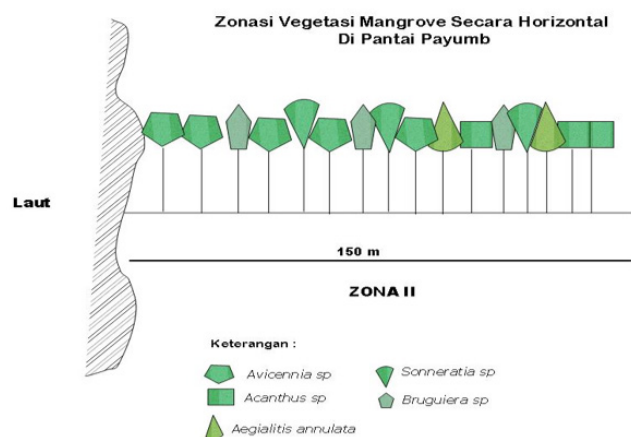 Zonasi Vegetasi Mangrove Secara Horizontal
Di Pantai Payumb
Laut
150 m
ZONA II
Keterangan :
Avicennia sp
Sonneratia sp
Acanthus sp
Bruguiera sp
Aegialitis annulata